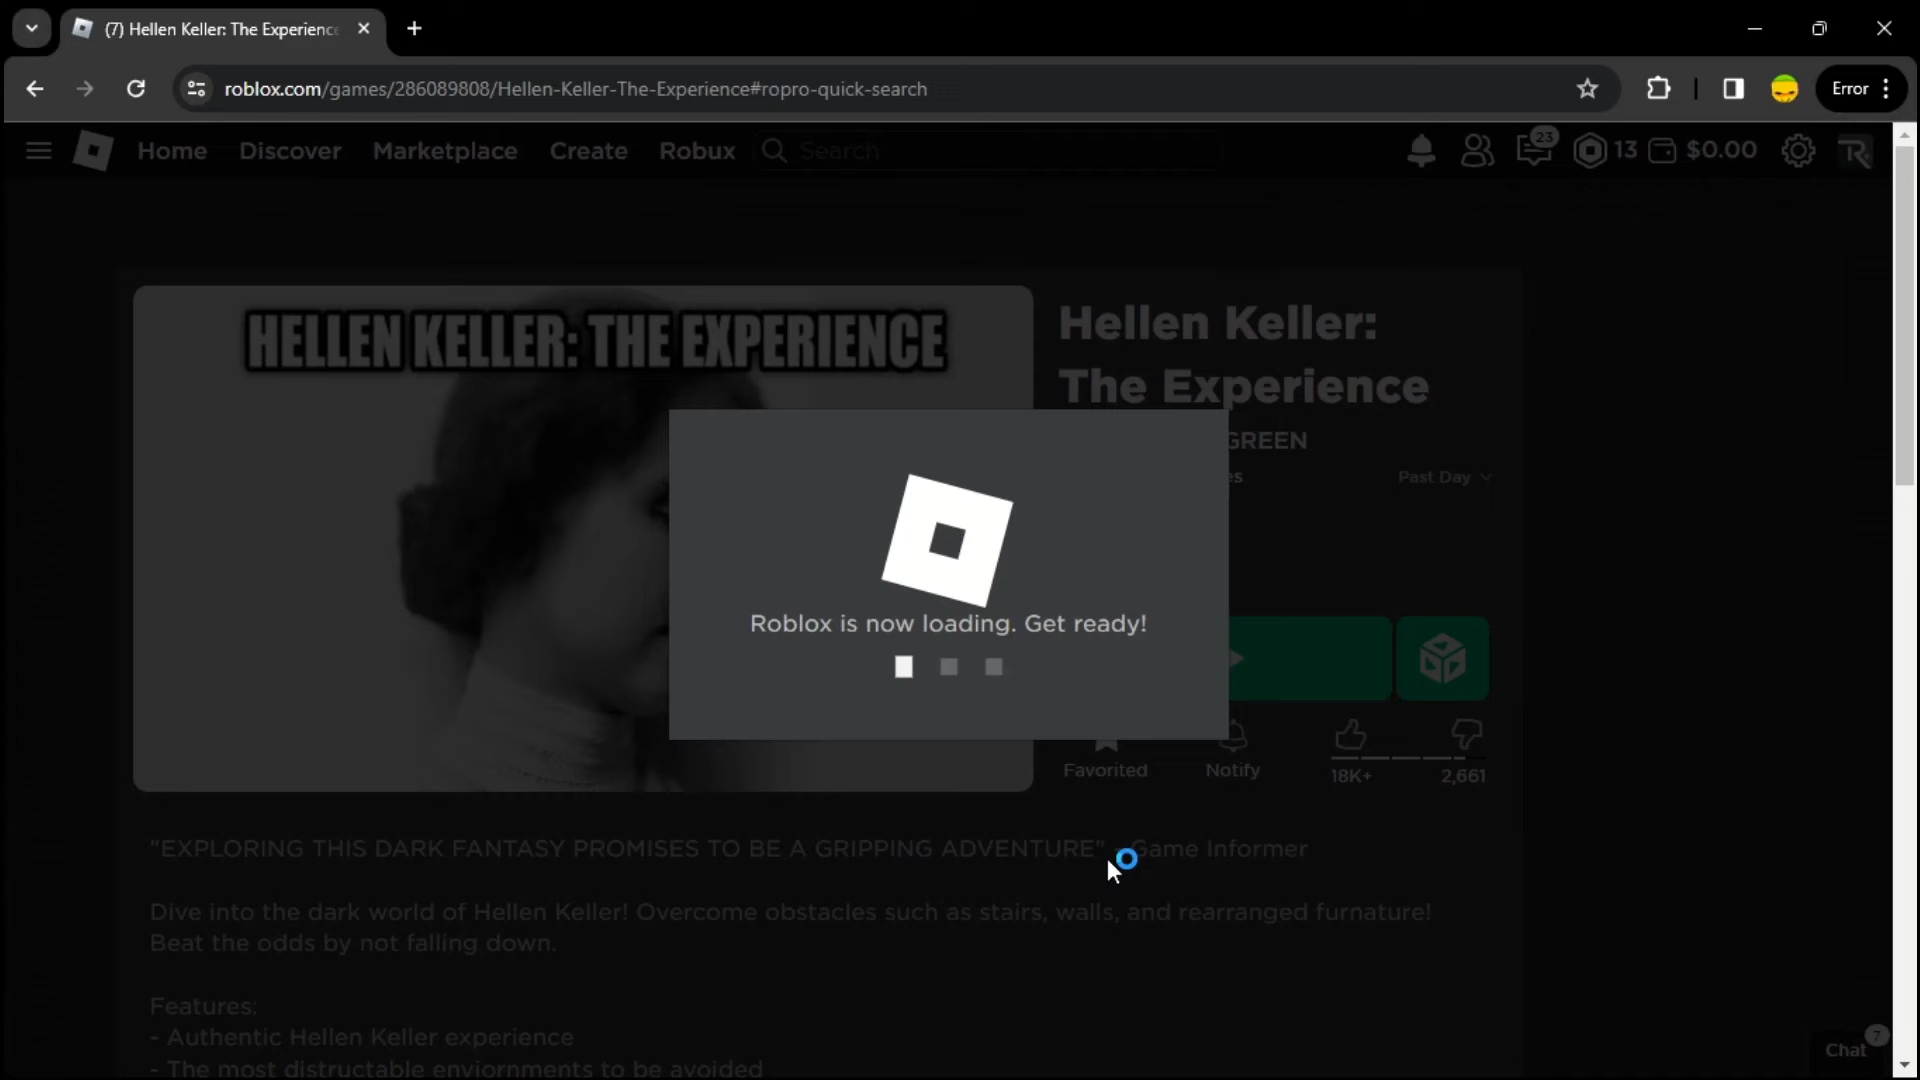 (7) Hellen Keller: The Experience
roblox.com/games/286089808/Hellen-Keller-The-Experience#ropro-quick-search
Error
Home
Discover
Marketplace
Create
Robux
Search
23
13
$0.00
HELLEN KELLER: THE EXPERIENCE
Hellen Keller:
The Experience
GREEN
es
Past Day
Roblox is now loading. Get ready!
Favorited
Notify
18K+
2,661
"EXPLORING THIS DARK FANTASY PROMISES TO BE A GRIPPING ADVENTURE" - Game Informer
Dive into the dark world of Hellen Keller! Overcome obstacles such as stairs, walls, and rearranged furnature!
Beat the odds by not falling down.
Features:
- Authentic Hellen Keller experience
- The most distructable enviornments to be avoided
Chat
7